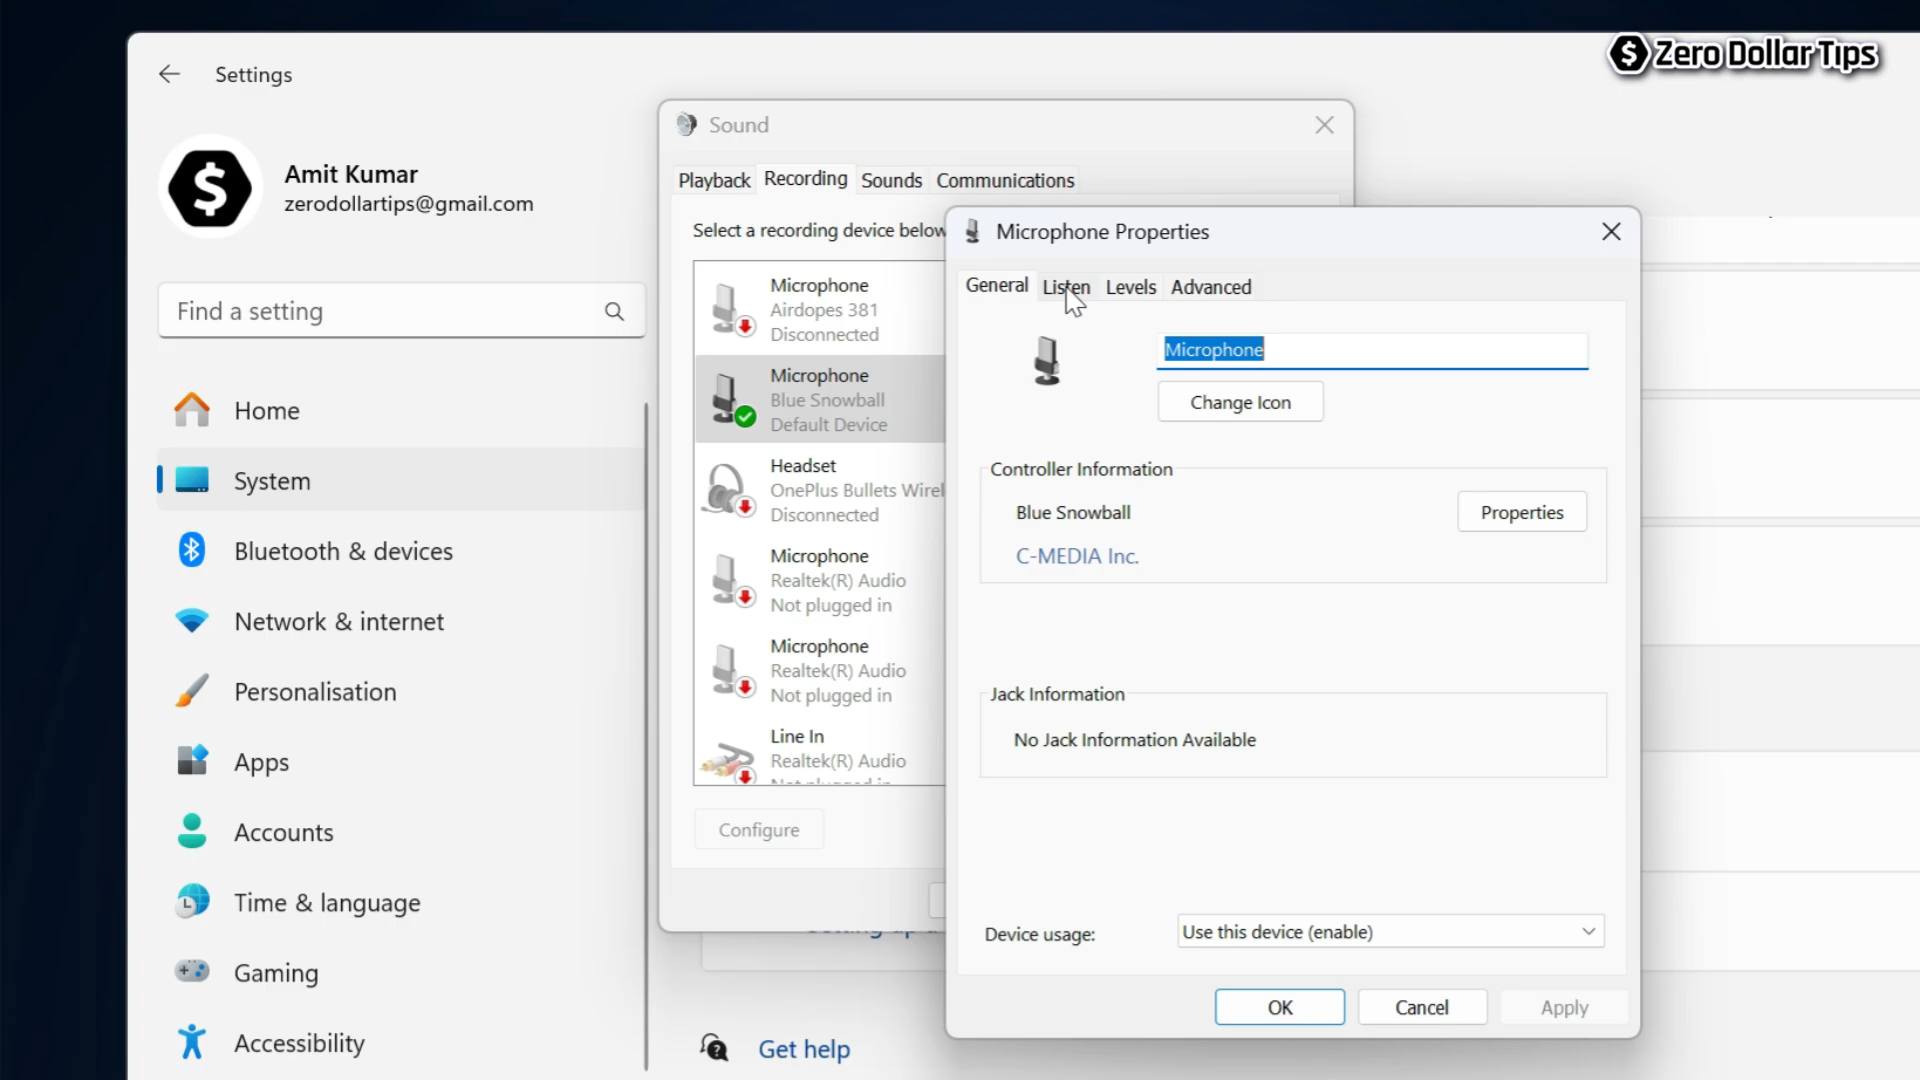 Zero Dollar Tips
Settings
Amit Kumar
zerodollartips@gmail.com
Find a setting
Home
System
Bluetooth & devices
Network & internet
Personalisation
Apps
Accounts
Time & language
Gaming
Accessibility
Sound
Playback
Recording
Sounds
Communications
Select a recording device below
Microphone
Airdopes 381
Disconnected
Microphone
Blue Snowball
Default Device
Headset
OnePlus Bullets Wirel
Disconnected
Microphone
Realtek(R) Audio
Not plugged in
Microphone
Realtek(R) Audio
Not plugged in
Line In
Realtek(R) Audio
Configure
Get help
Microphone Properties
General
Listen
Levels
Advanced
Microphone
Change Icon
Controller Information
Blue Snowball
Properties
C-MEDIA Inc.
Jack Information
No Jack Information Available
Device usage:
Use this device (enable)
OK
Cancel
Apply